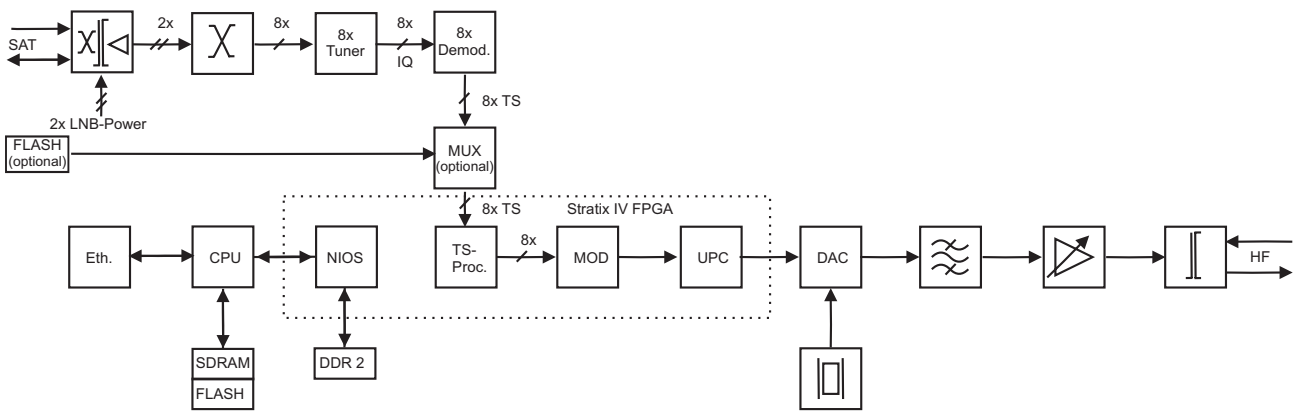 2x
8x
8x
SAT
8x
Tuner
IQ
8x
Demod.
8x TS
2x LNB-Power
FLASH
(optional)
MUX
(optional)
8x TS
Stratix IV FPGA
Eth.
CPU
NIOS
TS-
Proc.
8x
MOD
UPC
DAC
HF
SDRAM
FLASH
DDR 2